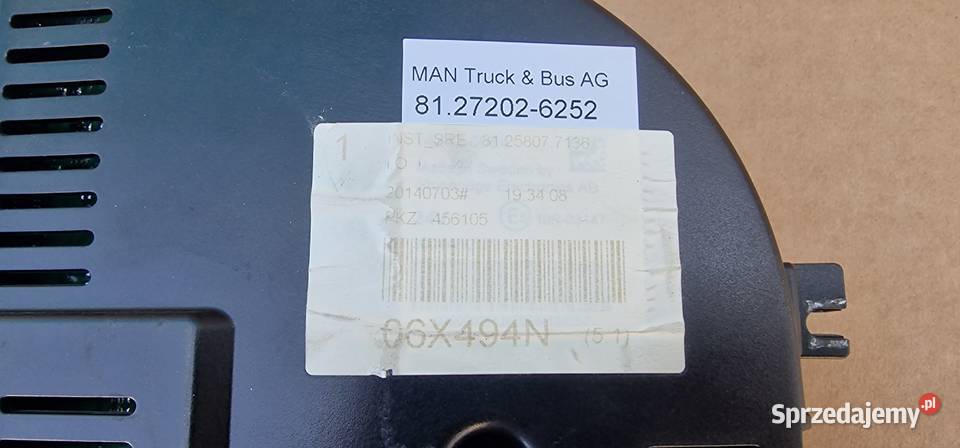 MAN Truck & Bus AG
81.27202-6252
1
INST_SRE 81.25807.7136
20140703# 19.34.08
PKZ 456105
06X494N (5.1)
Sprzedajemy.pl